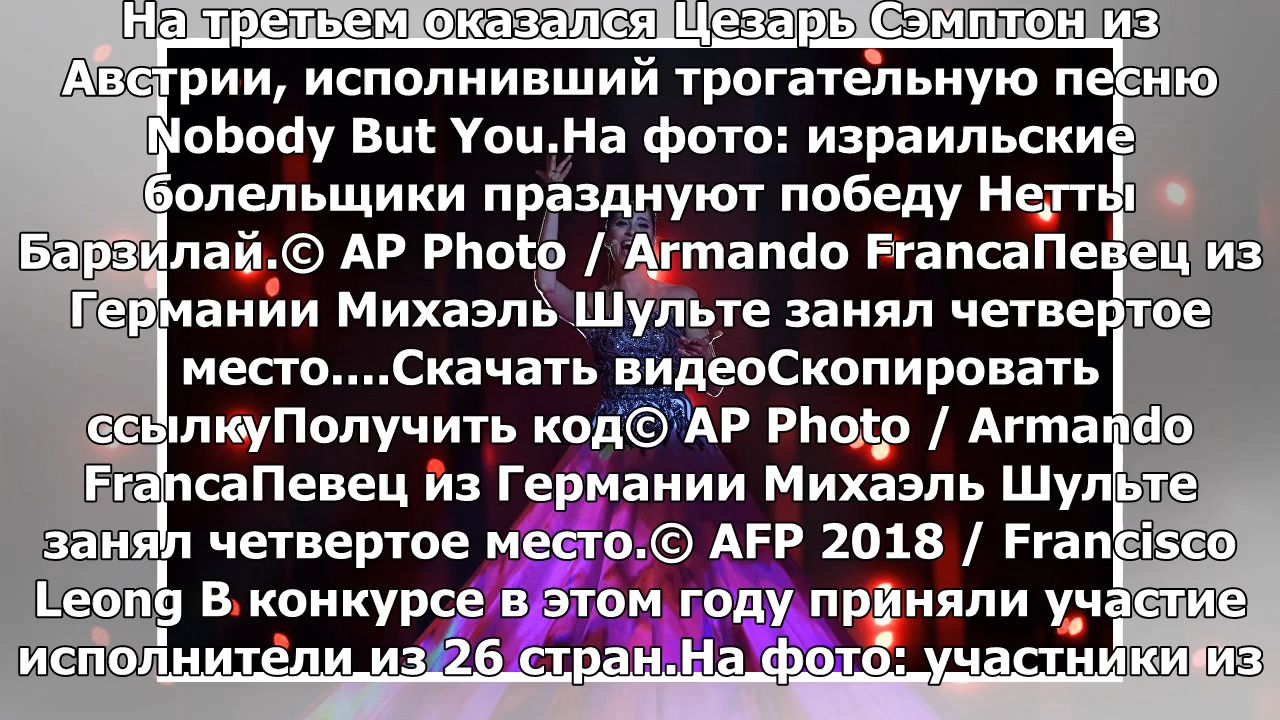 На третьем оказался Цезарь Сэмптон из
Австрии, исполнивший трогательную песню
Nobody But You.На фото: израильские
болельщики празднуют победу Нетты
Барзилай.© AP Photo / Armando FrancaПевец из
Германии Михаэль Шульте занял четвертое
место....Скачать видеоСкопировать
ссылкуПолучить код© AP Photo / Armando
FrancaПевец из Германии Михаэль Шульте
занял четвертое место.© AFP 2018 / Francisco
Leong В конкурсе в этом году приняли участие
исполнители из 26 стран.На фото: участники из